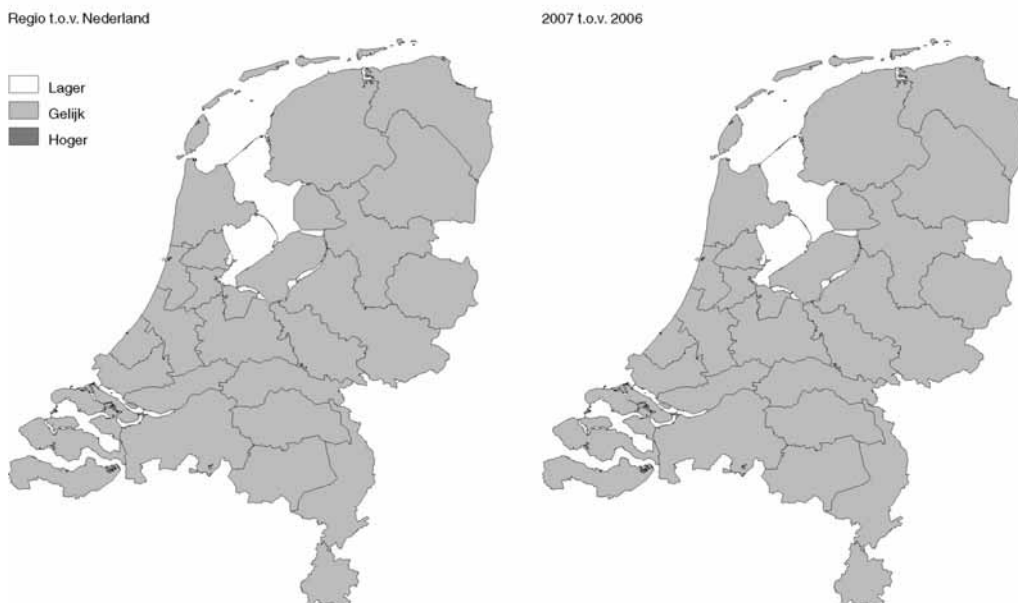 Regio t.o.v. Nederland
2007 t.o.v. 2006
Lager
Gelijk
Hoger